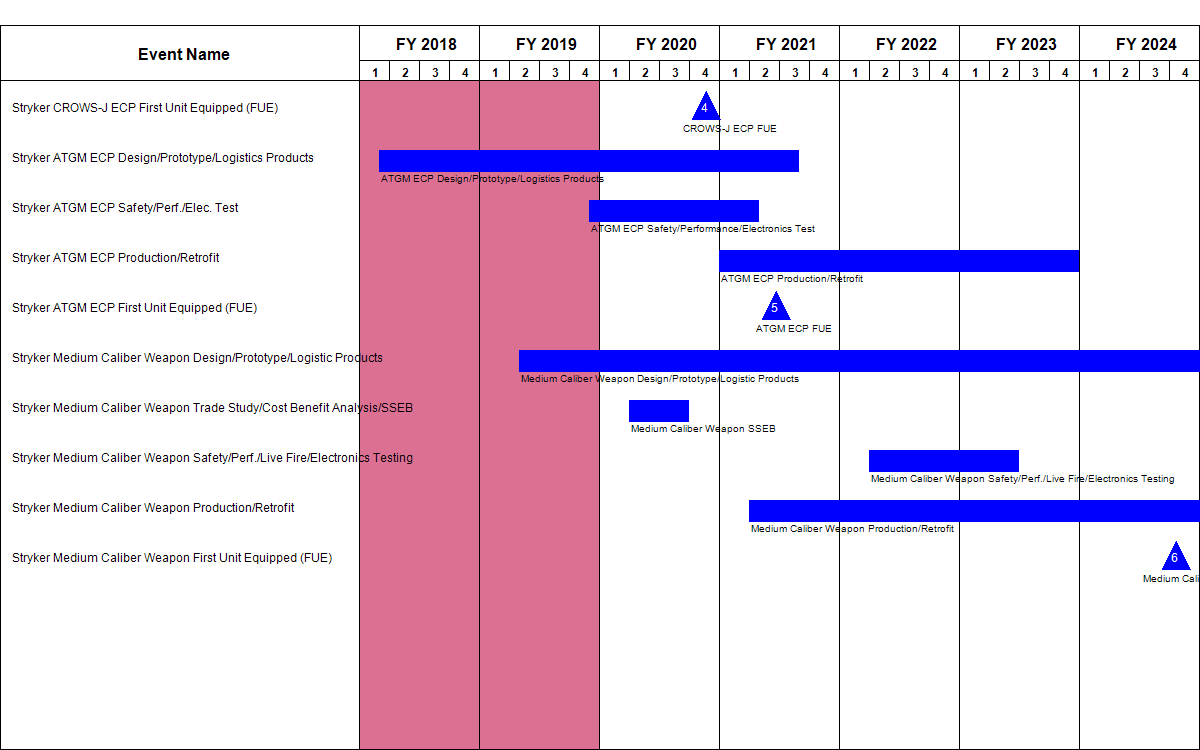 Event Name
FY 2018 FY 2019 FY 2020 FY 2021 FY 2022 FY 2023 FY 2024
1 2 3 4 1 2 3 4 1 2 3 4 1 2 3 4 1 2 3 4 1 2 3 4 1 2 3 4
Stryker CROWS-J ECP First Unit Equipped (FUE)
4
CROWS-J ECP FUE
Stryker ATGM ECP Design/Prototype/Logistics Products
ATGM ECP Design/Prototype/Logistics Products
Stryker ATGM ECP Safety/Perf./Elec. Test
ATGM ECP Safety/Performance/Electronics Test
Stryker ATGM ECP Production/Retrofit
ATGM ECP Production/Retrofit
Stryker ATGM ECP First Unit Equipped (FUE)
5
ATGM ECP FUE
Stryker Medium Caliber Weapon Design/Prototype/Logistic Products
Medium Caliber Weapon Design/Prototype/Logistic Products
Stryker Medium Caliber Weapon Trade Study/Cost Benefit Analysis/SSEB
Medium Caliber Weapon SSEB
Stryker Medium Caliber Weapon Safety/Perf./Live Fire/Electronics Testing
Medium Caliber Weapon Safety/Perf./Live Fire/Electronics Testing
Stryker Medium Caliber Weapon Production/Retrofit
Medium Caliber Weapon Production/Retrofit
Stryker Medium Caliber Weapon First Unit Equipped (FUE)
6
Medium Cali